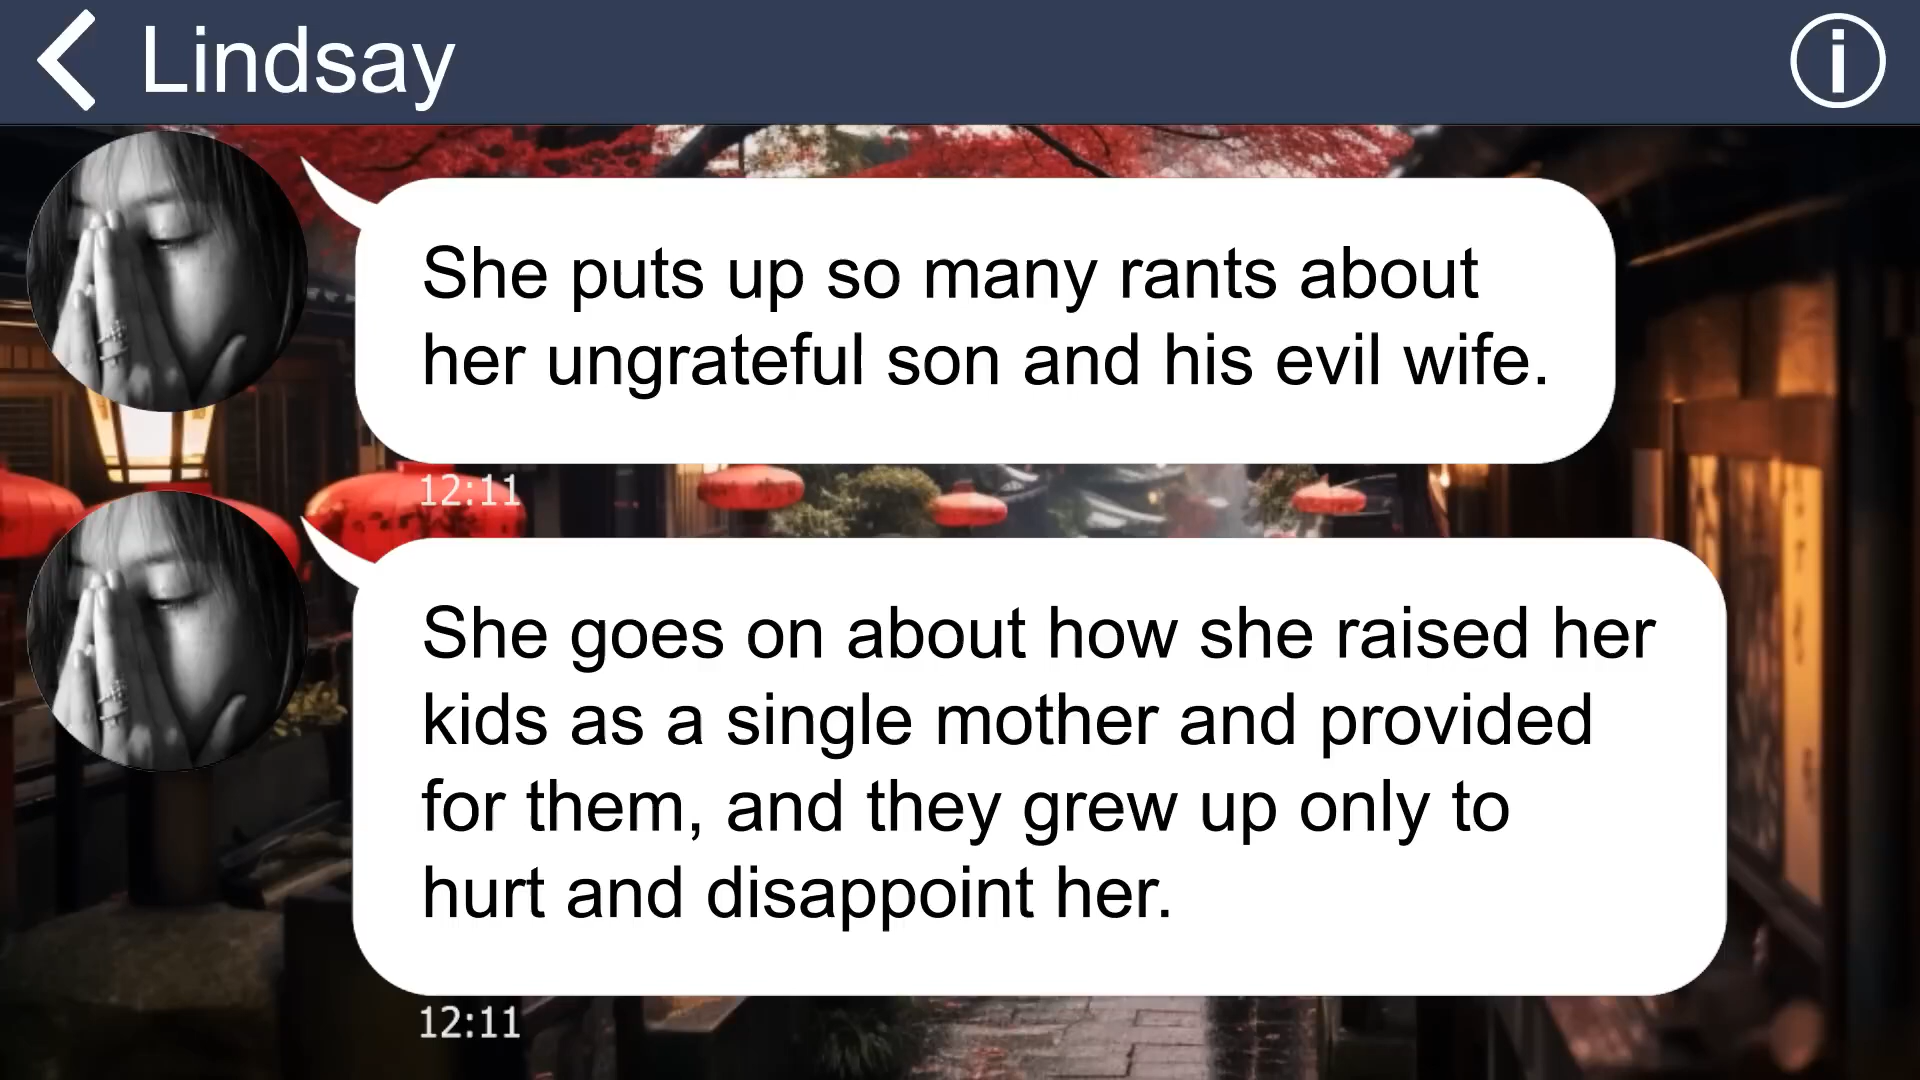 Lindsay
She puts up so many rants about
her ungrateful son and his evil wife.
12:11
She goes on about how she raised her
kids as a single mother and provided
for them, and they grew up only to
hurt and disappoint her.
12:11